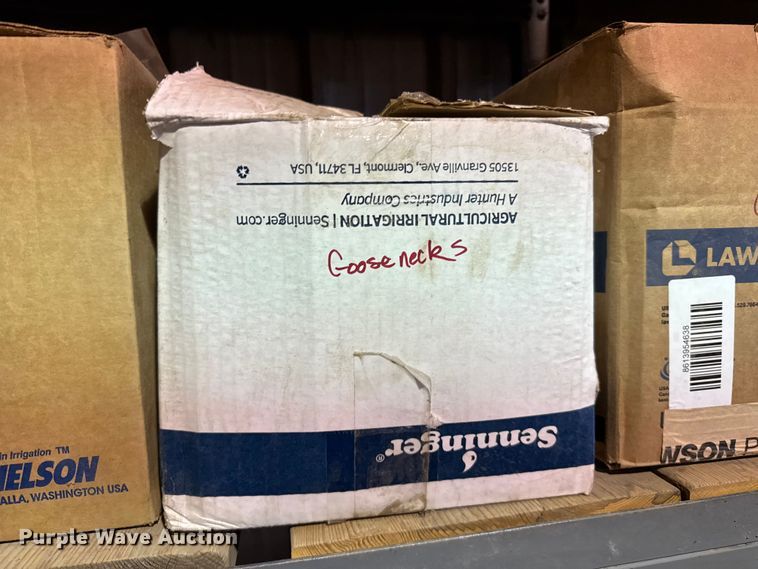 13505 Granville Ave., Clermont, FL 34711, USA
A Hunter Industries Company
AGRICULTURAL IRRIGATION | Senninger.com
Goosenecks
Senninger®
in Irrigation ™
NELSON
ALLA, WASHINGTON USA
LAW
8613954638
WSON P
Purple Wave Auction